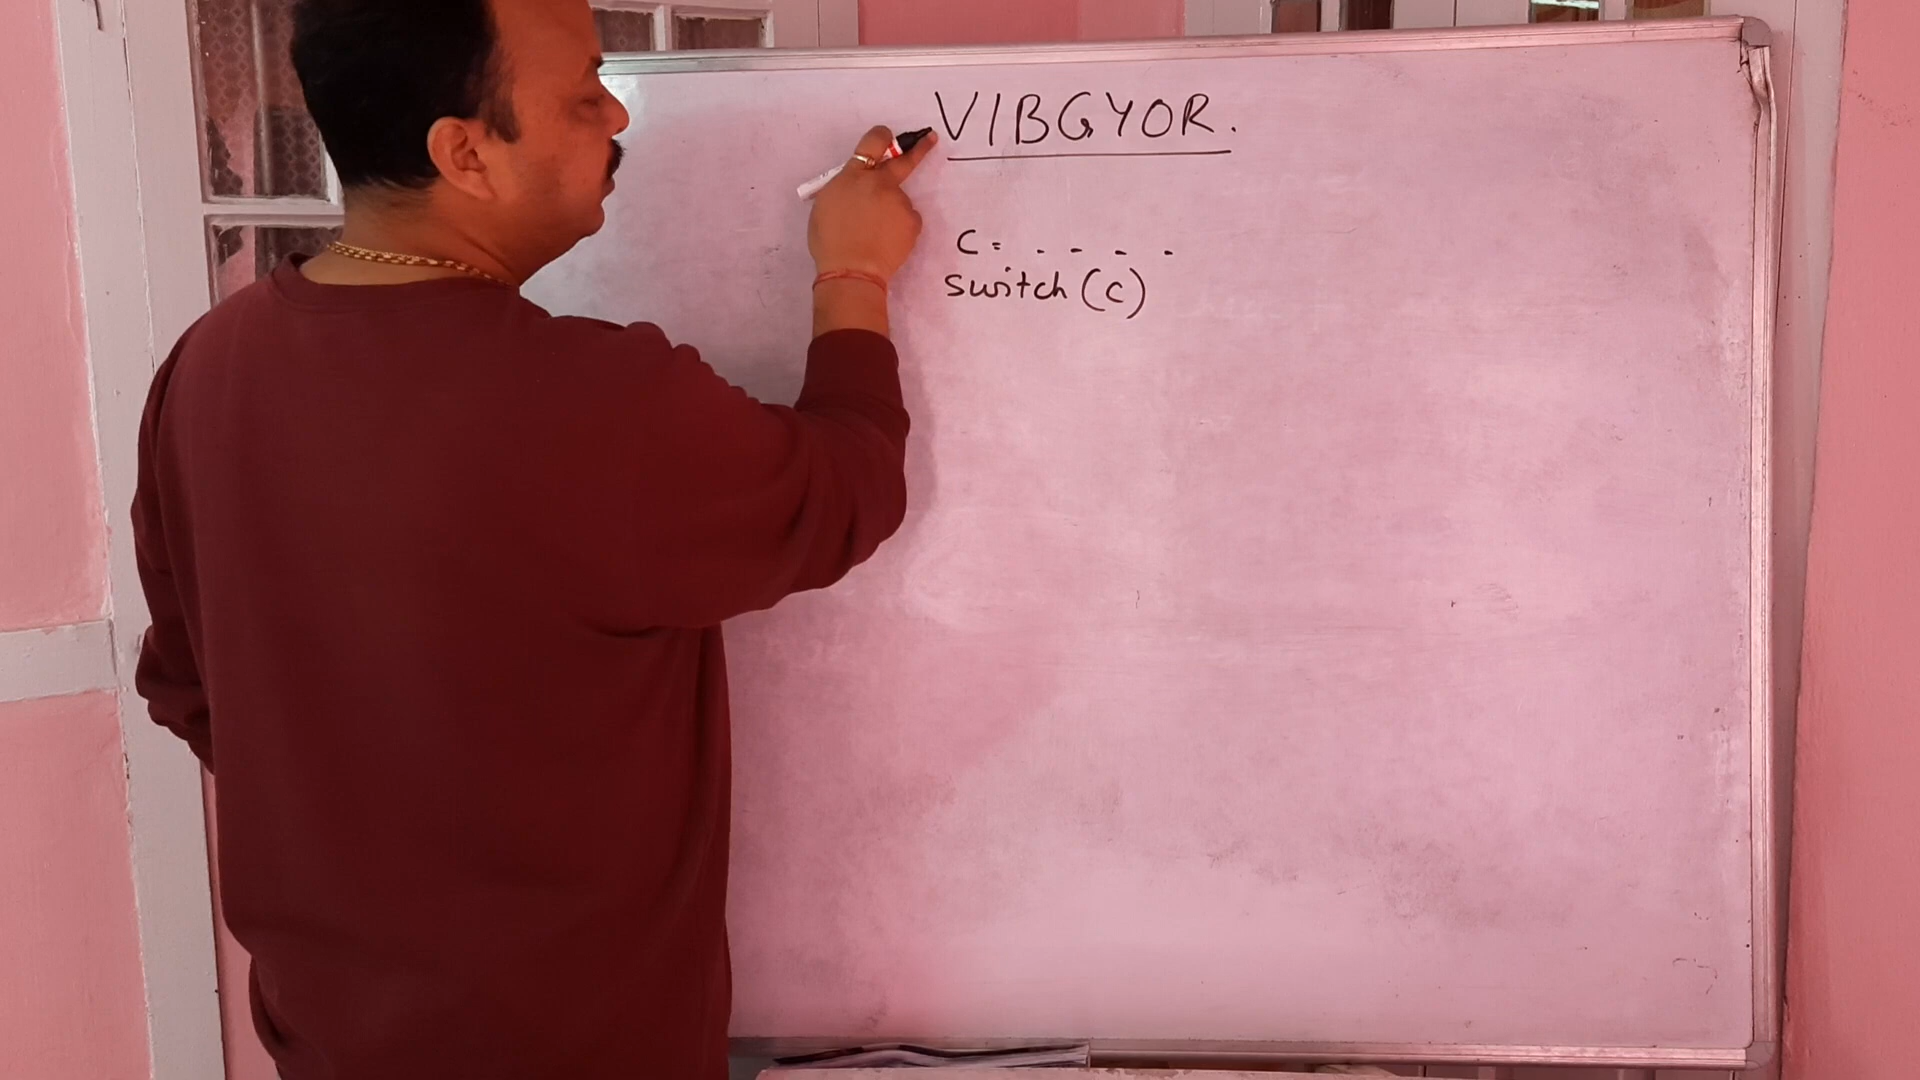 VIBGYOR.
C= . - - .
switch (c)